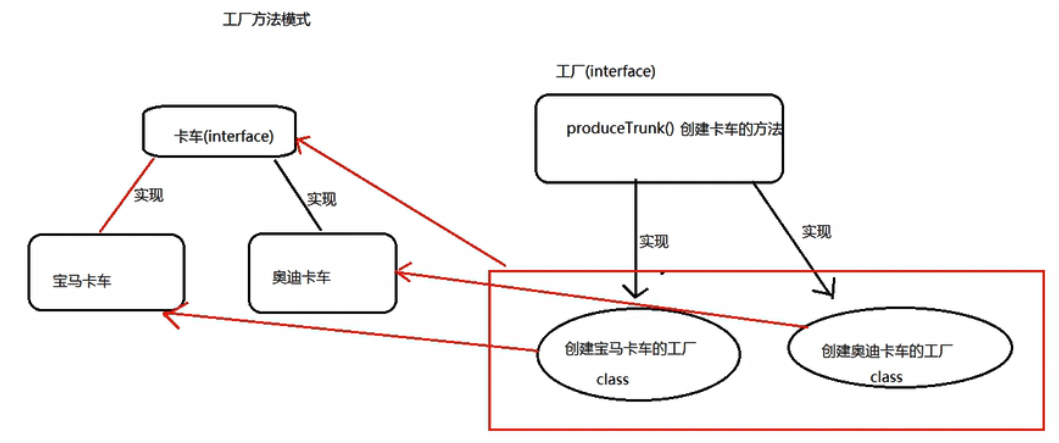 工厂方法模式
工厂(interface)
卡车(interface)
produceTrunk() 创建卡车的方法
实现
实现
实现
实现
宝马卡车
奥迪卡车
创建宝马卡车的工厂
class
创建奥迪卡车的工厂
class